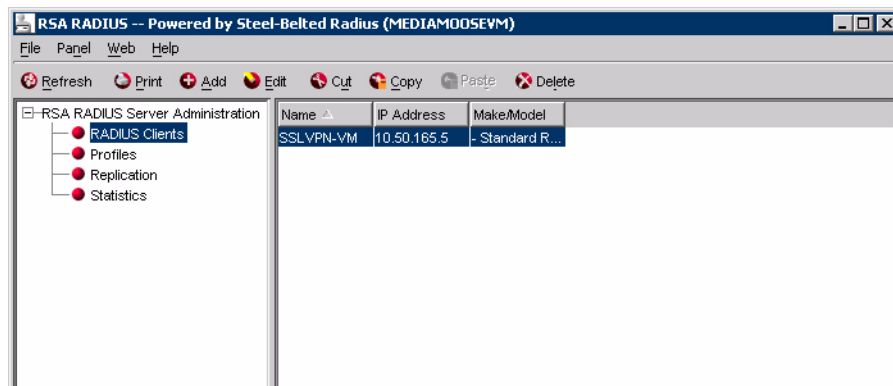 RSA RADIUS -- Powered by Steel-Belted Radius (MEDIAMOOSEVM)
File Panel Web Help
Refresh Print Add Edit Cut Copy Paste Delete
RSA RADIUS Server Administration
RADIUS Clients
Profiles
Replication
Statistics
Name IP Address Make/Model
SSLVPN-VM 10.50.165.5 - Standard R...